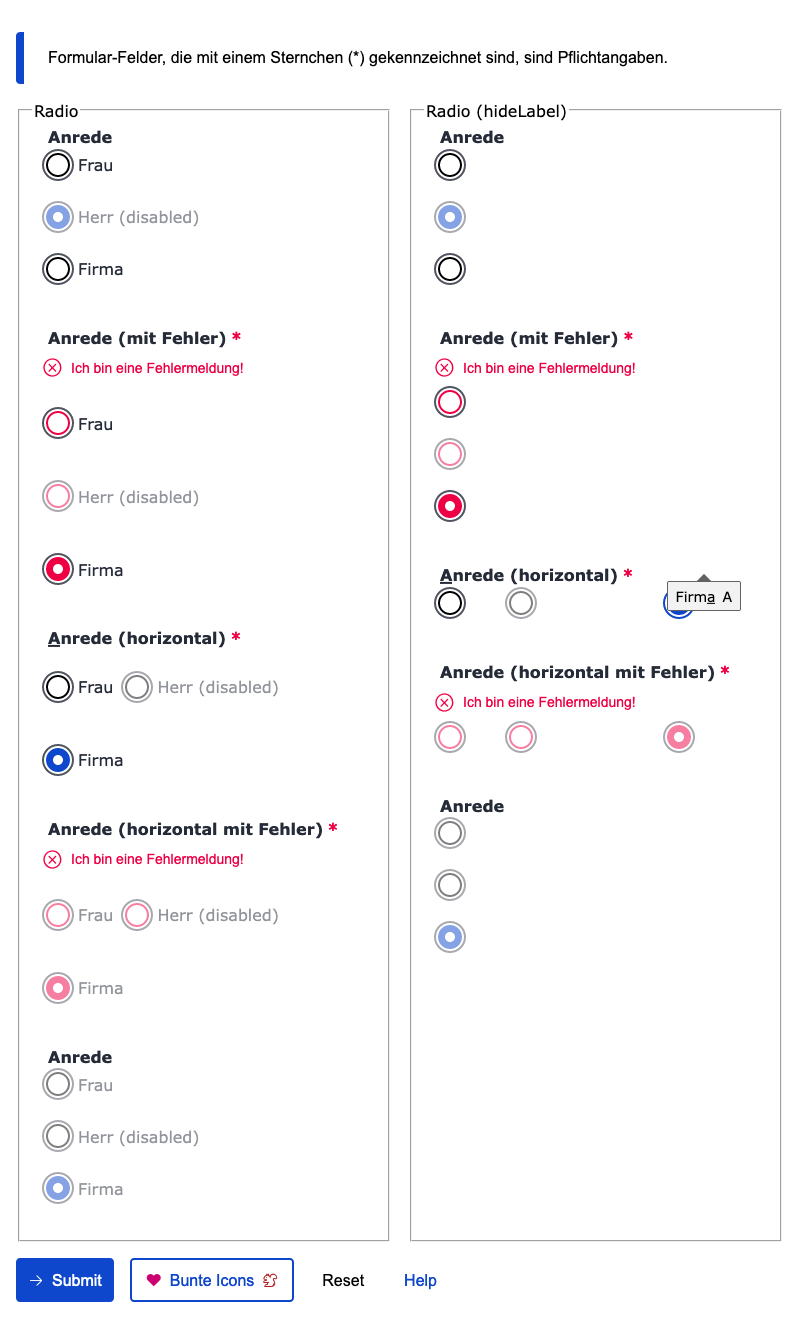 Formular-Felder, die mit einem Sternchen (*) gekennzeichnet sind, sind Pflichtangaben.
Radio
Anrede
Frau
Herr (disabled)
Firma
Anrede (mit Fehler) *
Ich bin eine Fehlermeldung!
Frau
Herr (disabled)
Firma
Anrede (horizontal) *
Frau Herr (disabled)
Firma
Anrede (horizontal mit Fehler) *
Ich bin eine Fehlermeldung!
Frau Herr (disabled)
Firma
Anrede
Frau
Herr (disabled)
Firma
Radio (hideLabel)
Anrede
Anrede (mit Fehler) *
Ich bin eine Fehlermeldung!
Anrede (horizontal) *
Firma A
Anrede (horizontal mit Fehler) *
Ich bin eine Fehlermeldung!
Anrede
Submit Bunte Icons Reset Help